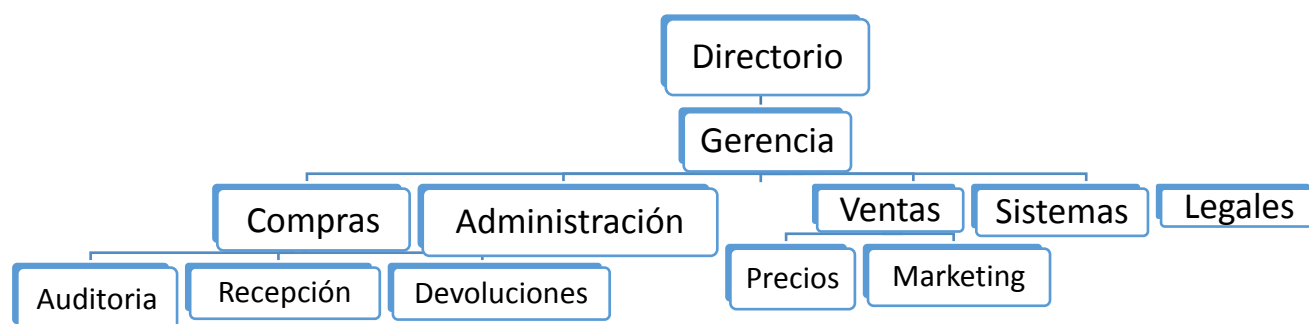 Directorio
Gerencia
Compras
Administración
Ventas
Sistemas
Legales
Auditoria
Recepción
Devoluciones
Precios
Marketing